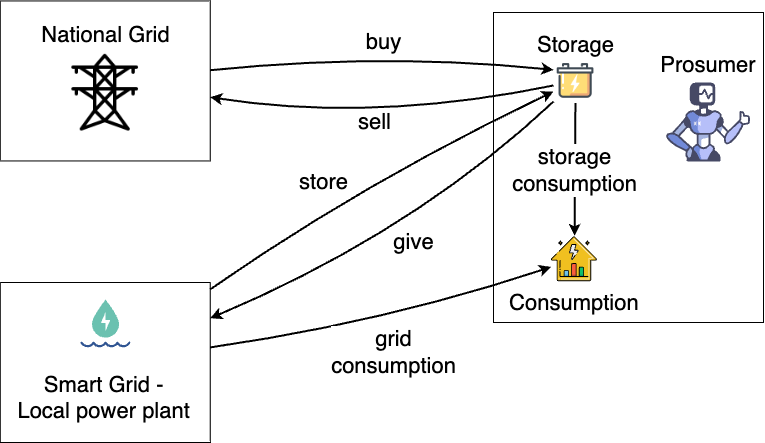 National Grid
buy
sell
Storage
Prosumer
storage
consumption
store
give
Consumption
grid
consumption
Smart Grid -
Local power plant